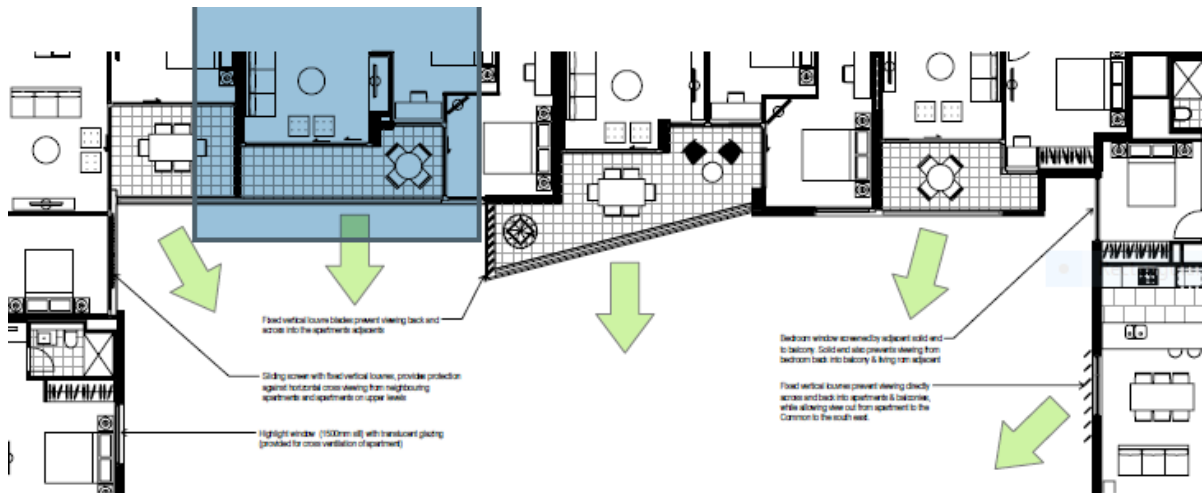 Fixed vertical louvre blades prevent viewing back and
across into the apartments adjacents
Sliding screen with fixed vertical louvres, provides protection
against horizontal cross viewing from neighbouring
apartments and apartments on upper levels
Highlight window (1500mm sill) with translucent glazing
(provided for cross ventilation of apartment)
Bedroom window screened by adjacent solid end
to balcony. Solid end also prevents viewing from
bedroom back into balcony & living rom adjacent
Fixed vertical louvres prevent viewing directly
across and back into apartments & balconies,
while allowing view out from apartment to the
Common to the south east.